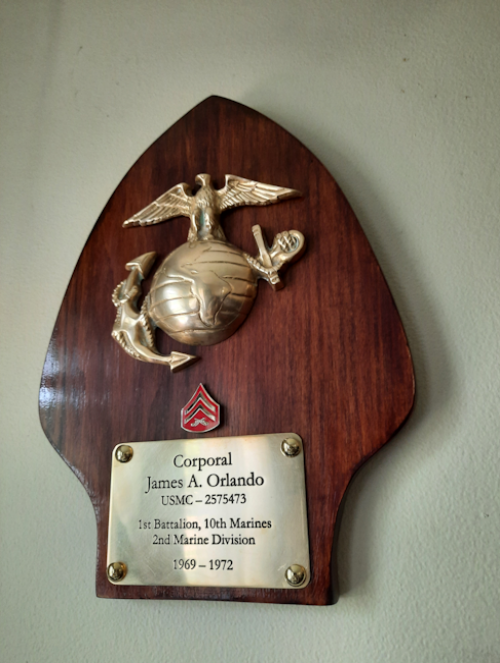 Corporal
James A. Orlando
USMC – 2575473
1st Battalion, 10th Marines
2nd Marine Division
1969 – 1972